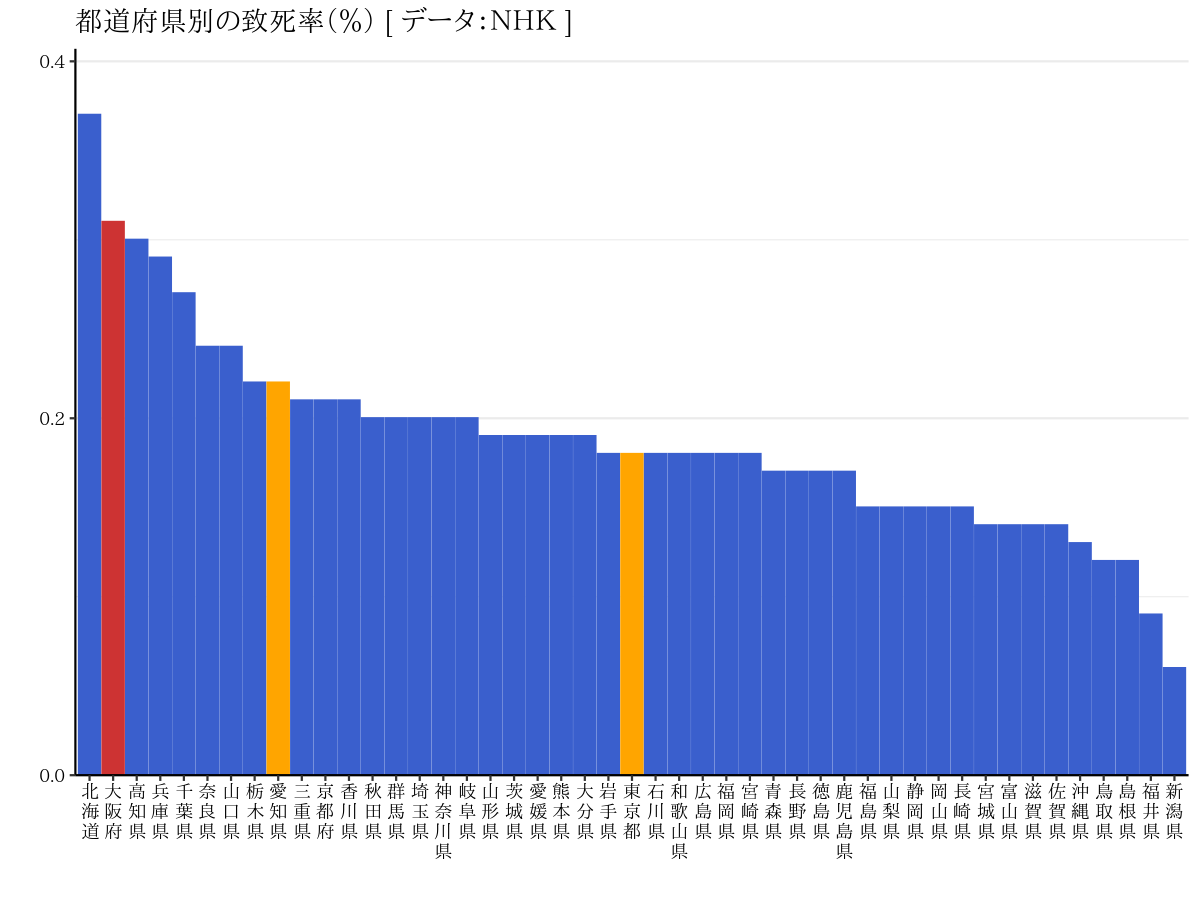 都道府県別の致死率(%) [ データ:NHK ]
0.4
0.2
0.0
北海道
大阪府
高知県
兵庫県
千葉県
奈良県
山口県
栃木県
愛知県
三重県
京都府
香川県
秋田県
群馬県
埼玉県
神奈川県
岐阜県
山形県
茨城県
愛媛県
熊本県
大分県
岩手県
東京都
石川県
和歌山県
広島県
福岡県
宮崎県
青森県
長野県
徳島県
鹿児島県
福島県
山梨県
静岡県
岡山県
長崎県
宮城県
富山県
滋賀県
佐賀県
沖縄県
鳥取県
島根県
福井県
新潟県